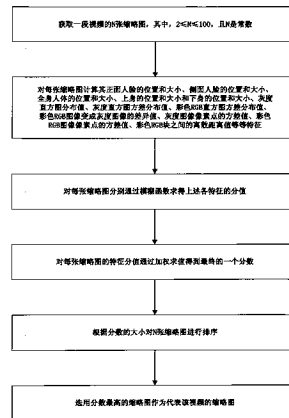 获取一段视频的N张缩略图，其中，2≤N≤100，且N是常数
对每张缩略图计算其正面人脸的位置和大小、侧面人脸的位置和大小、
全身人体的位置和大小、上身的位置和大小和下身的位置和大小、灰度
直方图分布值、灰度直方图方差分布值、彩色RGB直方图方差分布值、
彩色RGB图像变成灰度图像的差异值、灰度图像像素点的方差值、彩色
RGB图像像素点的方差值、彩色RGB块之间的离散距离值等等特征
对每张缩略图分别通过模糊函数求得上述各特征的分值
对每张缩略图的特征分值通过加权求值得到最终的一个分数
根据分数的大小对N张缩略图进行排序
选用分数最高的缩略图作为代表该视频的缩略图